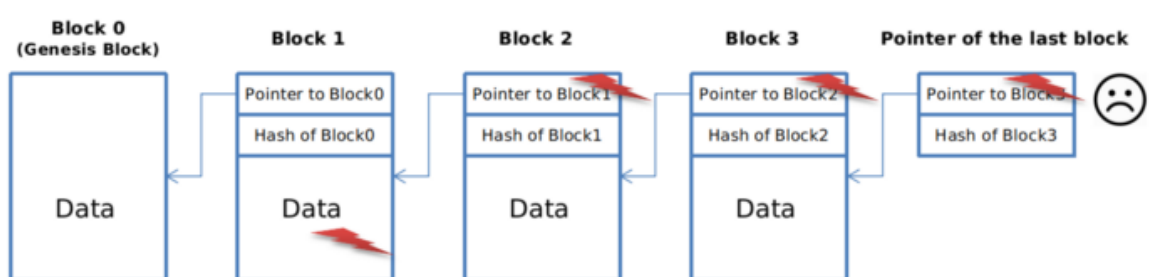 Block 0
(Genesis Block)
Block 1
Block 2
Block 3
Pointer of the last block
Pointer to Block0
Hash of Block0
Data
Pointer to Block1
Hash of Block1
Data
Pointer to Block2
Hash of Block2
Data
Pointer to Block3
Hash of Block3
Data